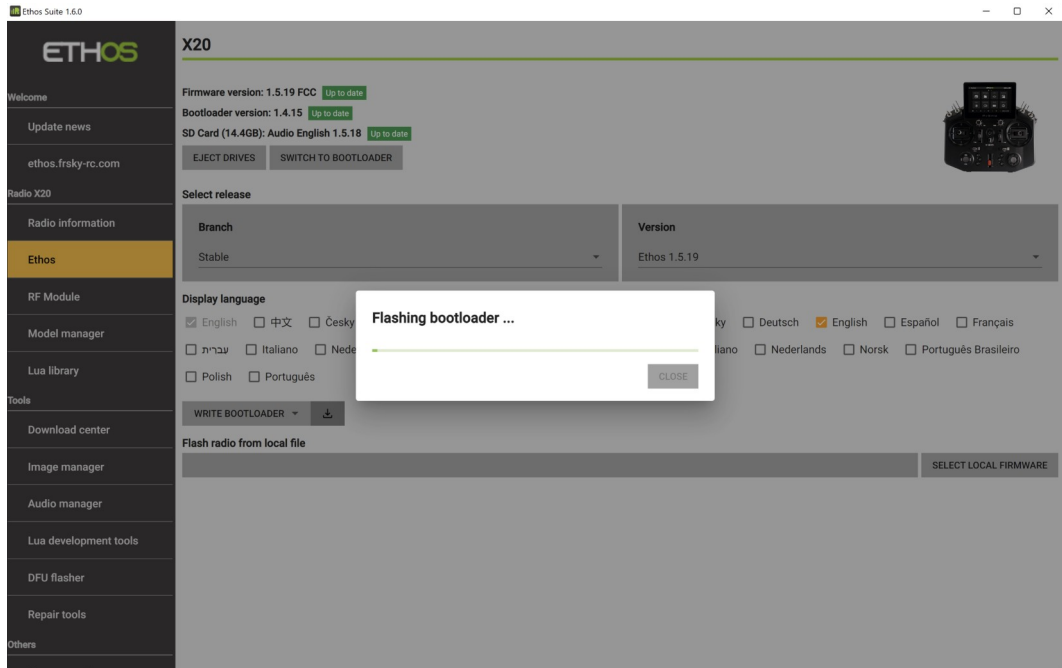 Ethos Suite 1.6.0
ETHOS
Welcome
Update news
ethos.frsky-rc.com
Radio X20
Radio information
Ethos
RF Module
Model manager
Lua library
Tools
Download center
Image manager
Audio manager
Lua development tools
DFU flasher
Repair tools
Others
X20
Firmware version: 1.5.19 FCC Up to date
Bootloader version: 1.4.15 Up to date
SD Card (14.4GB): Audio English 1.5.18 Up to date
EJECT DRIVES SWITCH TO BOOTLOADER
Select release
Branch Version
Stable Ethos 1.5.19
Display language
English 中文 Česky ky Deutsch English Español Français
עברית Italiano Nede liano Nederlands Norsk Português Brasileiro
Polish Português
Flashing bootloader ...
CLOSE
WRITE BOOTLOADER
Flash radio from local file
SELECT LOCAL FIRMWARE